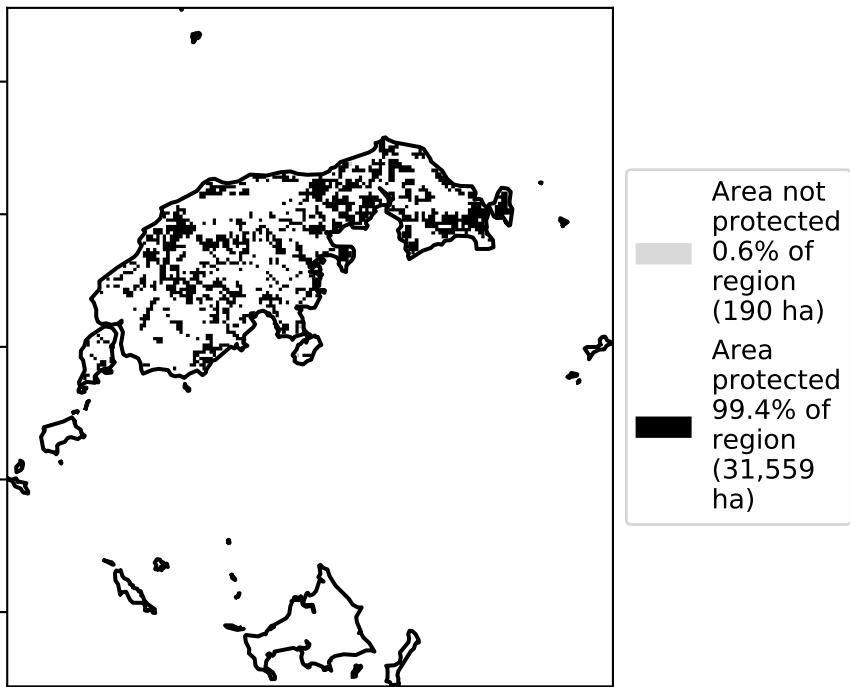 Area not
protected
0.6% of
region
(190 ha)
Area
protected
99.4% of
region
(31,559
ha)